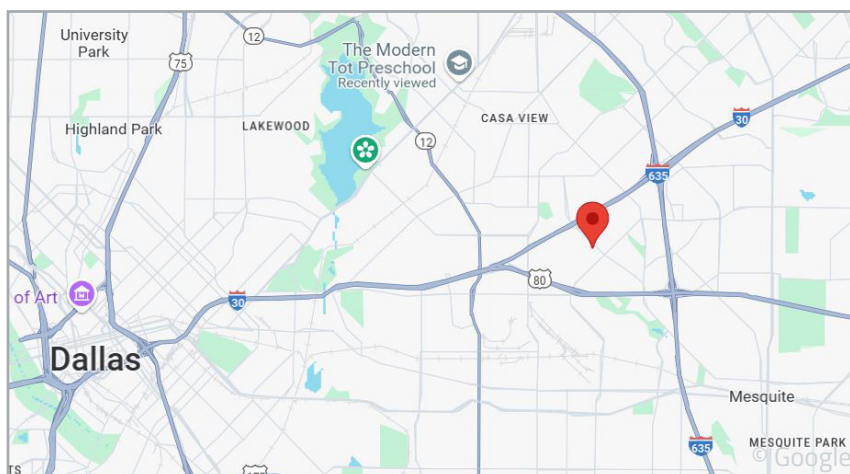 University
Park
75
12
The Modern
Tot Preschool
Recently viewed
30
Highland Park
LAKEWOOD
CASA VIEW
12
635
80
of Art
30
Dallas
Mesquite
635
MESQUITE PARK
© Google
TS